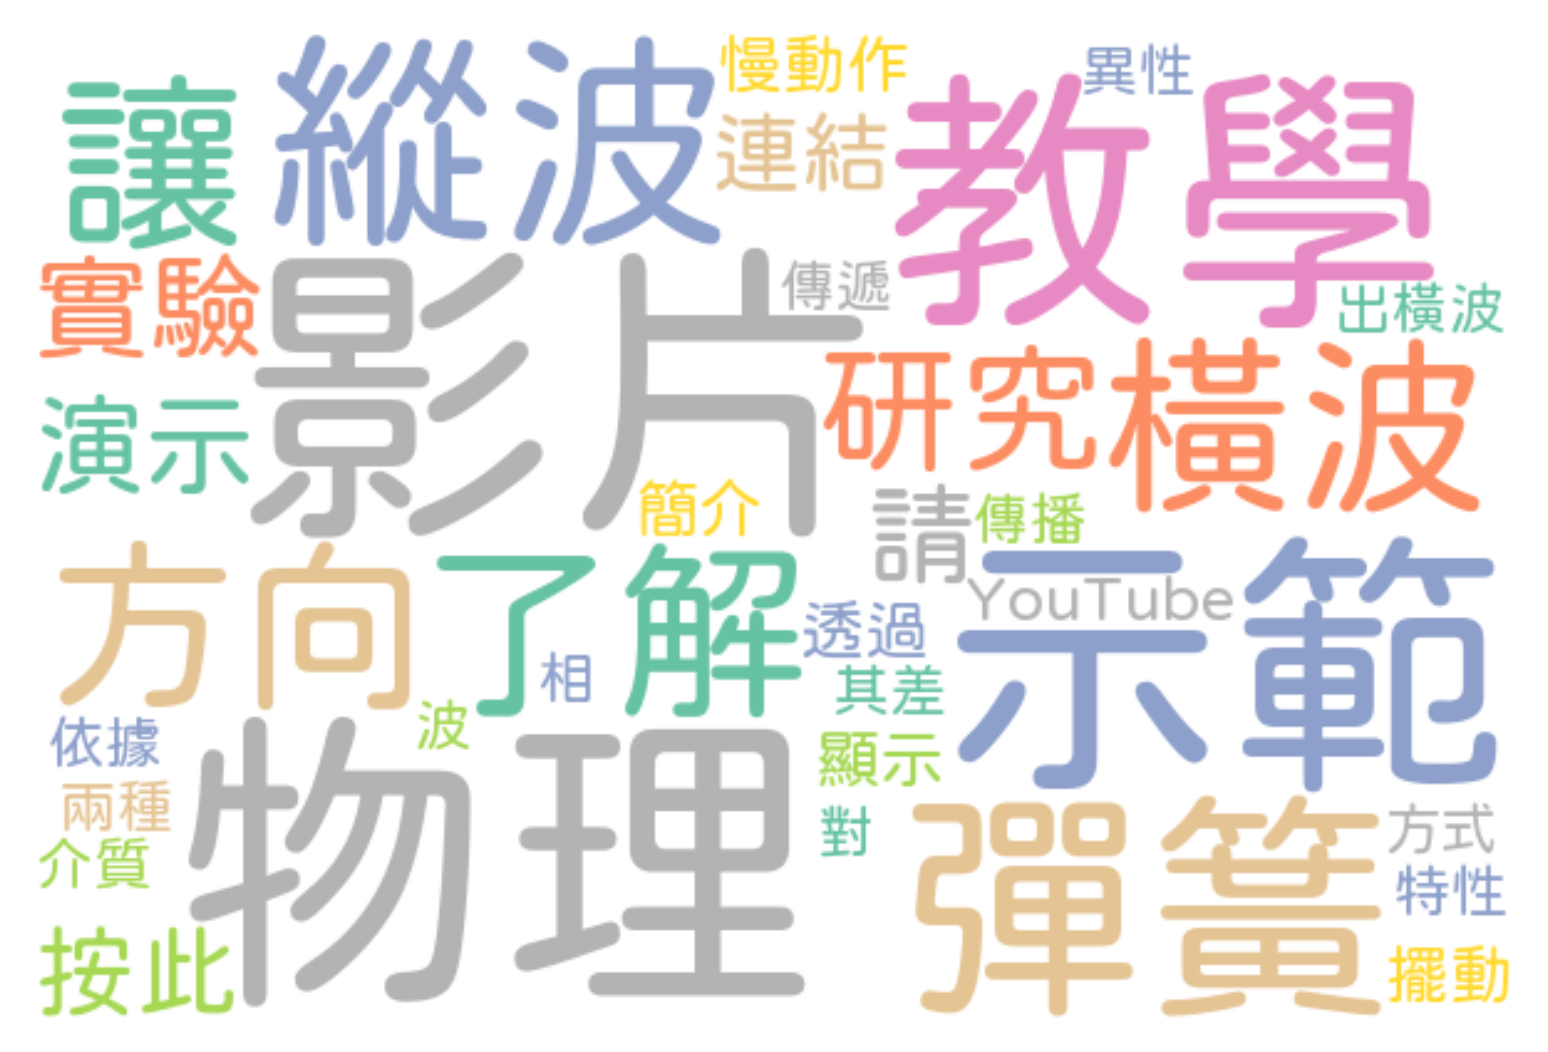 讓
縱波
慢動作
異性
連結
教學
實驗
影片
傳遞
出橫波
演示
研究
橫波
簡介
請
傳播
方向
了解
YouTube
示範
透過
相
其差
波
依據
顯示
物理
兩種
對
彈簧
方式
介質
特性
按此
擺動